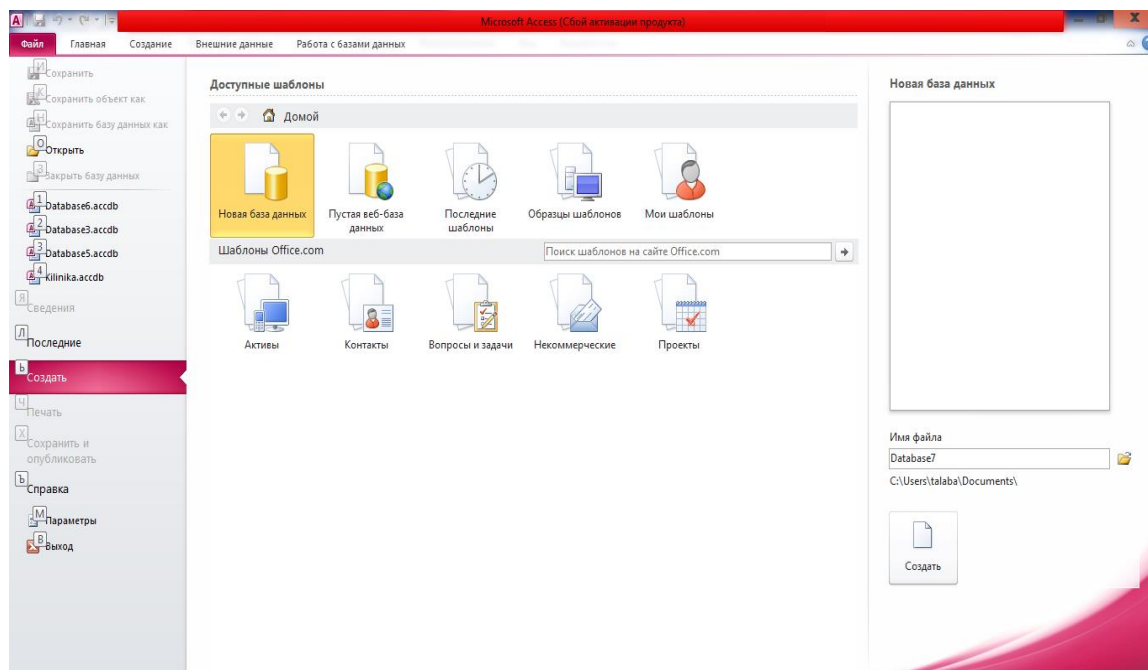 Microsoft Access (Сбой активации продукта)
Файл Главная Создание Внешние данные Работа с базами данных
И Сохранить
К Сохранить объект как
Н Сохранить базу данных как
О Открыть
З Закрыть базу данных
1 Database6.accdb
2 Database3.accdb
3 Database5.accdb
4 Kilinika.accdb
Я Сведения
Л Последние
Ь Создать
Ч Печать
Х Сохранить и
опубликовать
Ъ Справка
М Параметры
В Выход
Доступные шаблоны
Домой
Новая база данных
Пустая веб-база
данных
Последние
шаблоны
Образцы шаблонов
Мои шаблоны
Шаблоны Office.com
Поиск шаблонов на сайте Office.com
Активы
Контакты
Вопросы и задачи
Некоммерческие
Проекты
Новая база данных
Имя файла
Database7
C:\Users\talaba\Documents\
Создать